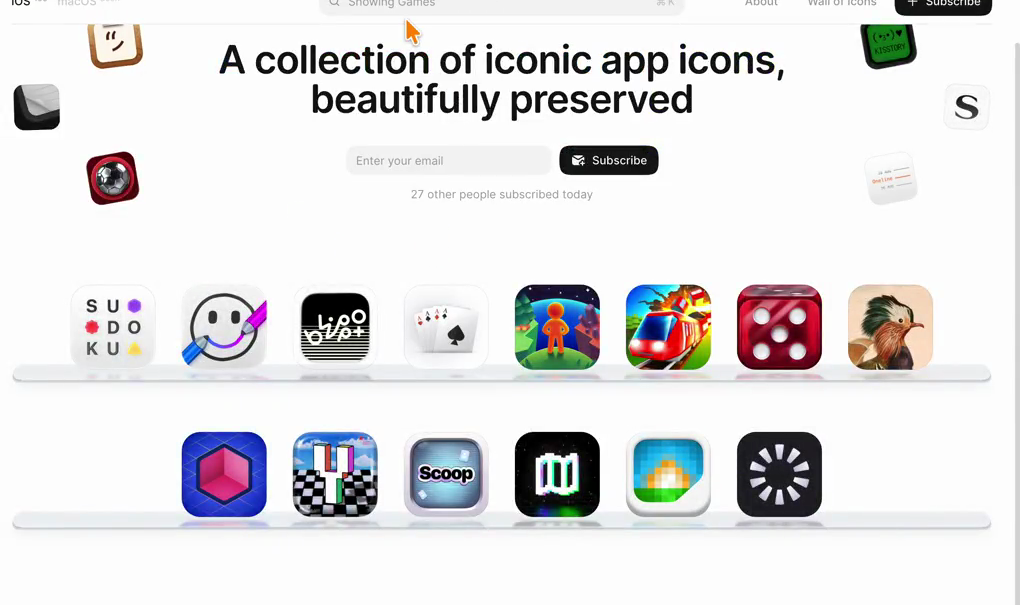 iOS macOS Showing Games ⌘K About Wall of Icons + Subscribe
KISSTORY
A collection of iconic app icons,
beautifully preserved
S
Enter your email Subscribe
27 other people subscribed today
S U
D O
K U
Scoop